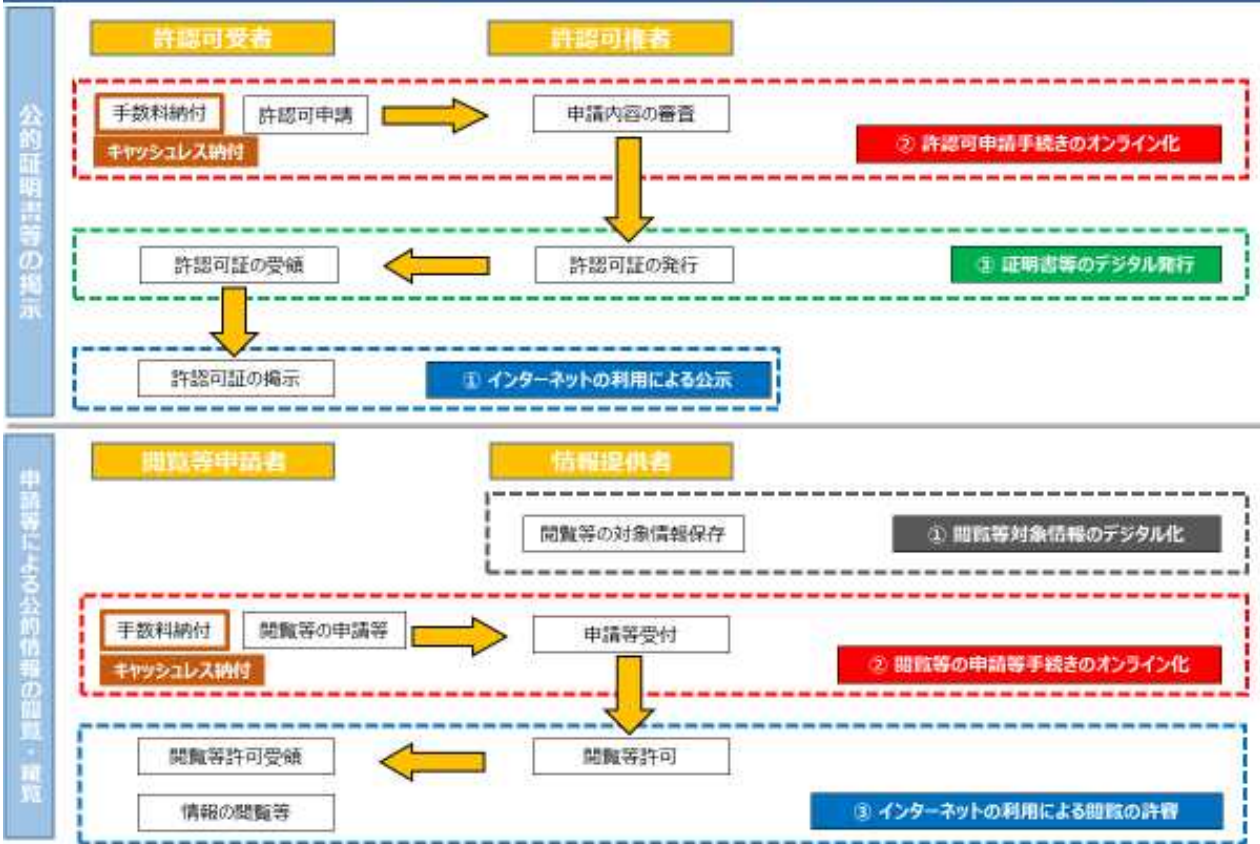 公的証明書等の掲示
許認可受者
許認可権者
手数料納付
許認可申請
申請内容の審査
キャッシュレス納付
② 許認可申請手続きのオンライン化
許認可証の受領
許認可証の発行
③ 証明書等のデジタル発行
許認可証の掲示
① インターネットの利用による公示
申請等による公的情報の閲覧・縦覧
閲覧等申請者
情報提供者
閲覧等の対象情報保存
① 閲覧等対象情報のデジタル化
手数料納付
閲覧等の申請等
申請等受付
キャッシュレス納付
② 閲覧等の申請等手続きのオンライン化
閲覧等許可受領
閲覧等許可
情報の閲覧等
③ インターネットの利用による閲覧の許容